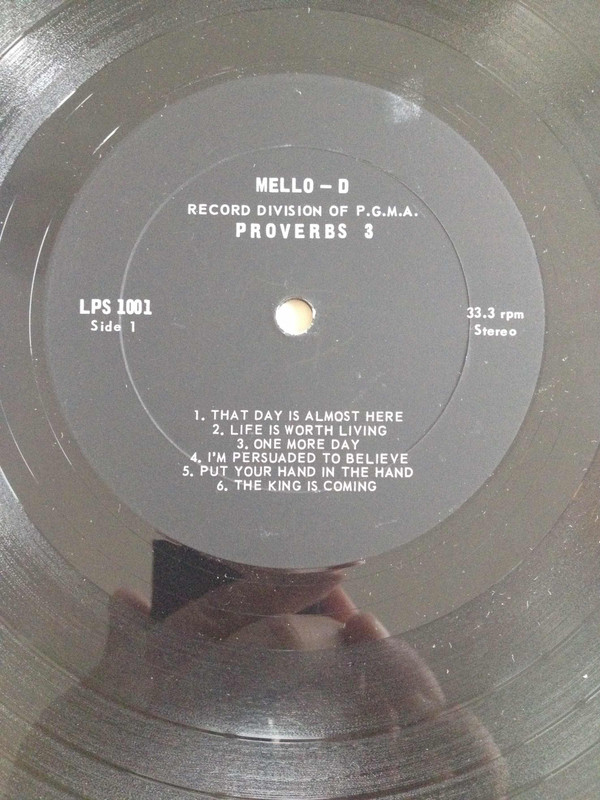 MELLO - D
RECORD DIVISION OF P.G.M.A.
PROVERBS 3
LPS 1001
Side 1
33.3 rpm
Stereo
1. THAT DAY IS ALMOST HERE
2. LIFE IS WORTH LIVING
3. ONE MORE DAY
4. I'M PERSUADED TO BELIEVE
5. PUT YOUR HAND IN THE HAND
6. THE KING IS COMING